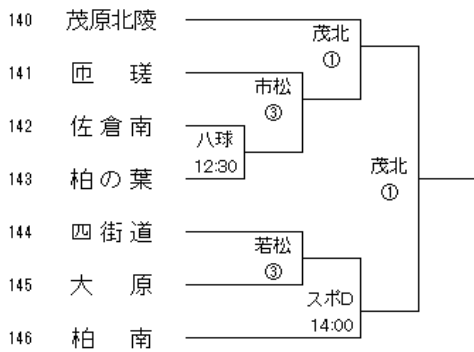 140 茂原北陵
茂北
①
141 匝 瑳
市松
③
142 佐倉南
八球
12:30
143 柏の葉
茂北
①
144 四街道
若松
③
145 大 原
スポD
14:00
146 柏 南